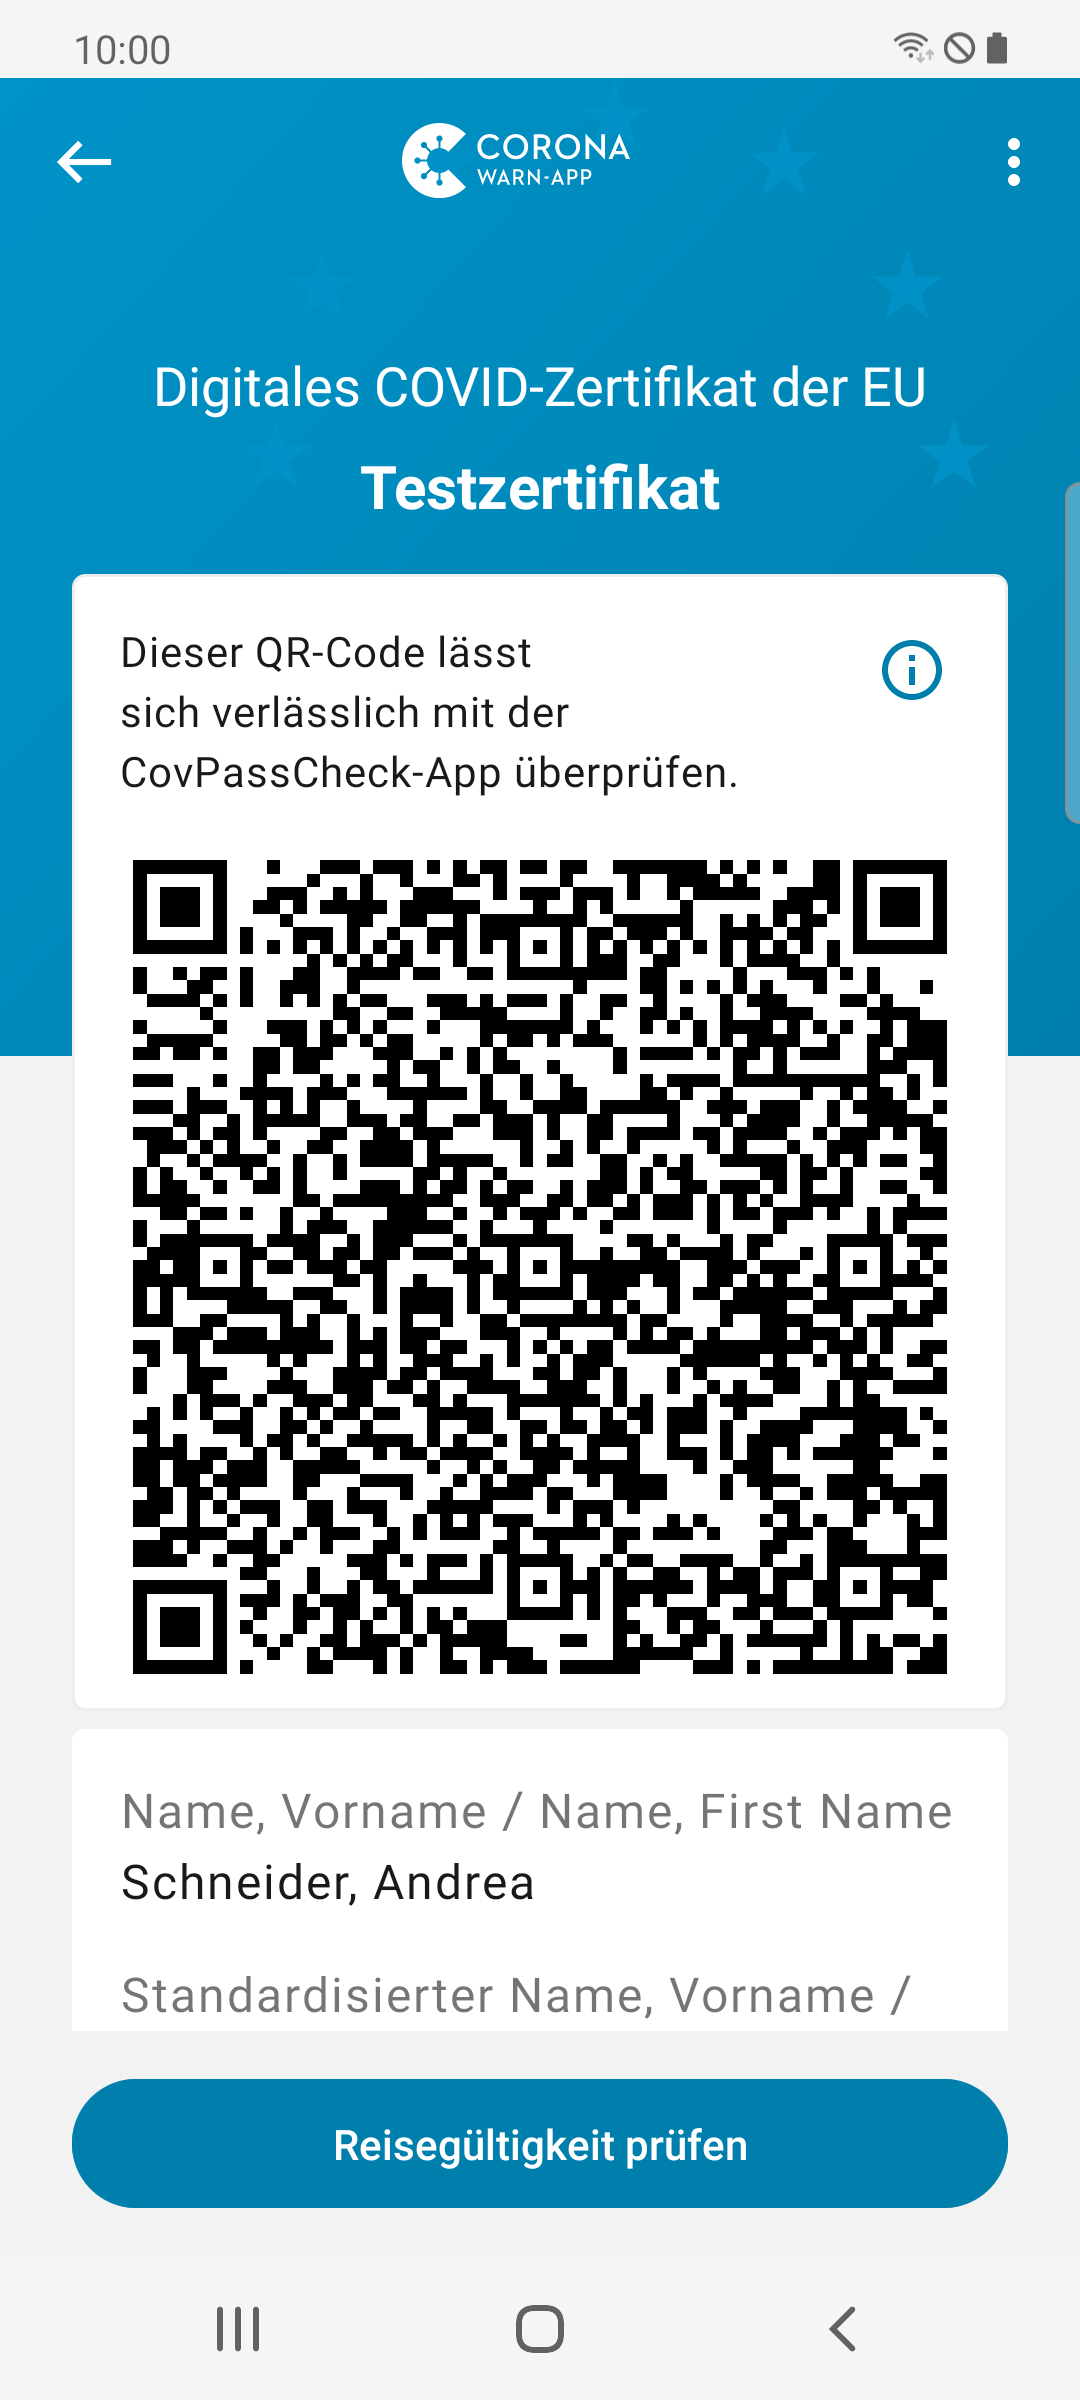 10:00
CORONA
WARN-APP
Digitales COVID-Zertifikat der EU
Testzertifikat
Dieser QR-Code lässt
sich verlässlich mit der
CovPassCheck-App überprüfen.
Name, Vorname / Name, First Name
Schneider, Andrea
Standardisierter Name, Vorname /
Reisegültigkeit prüfen